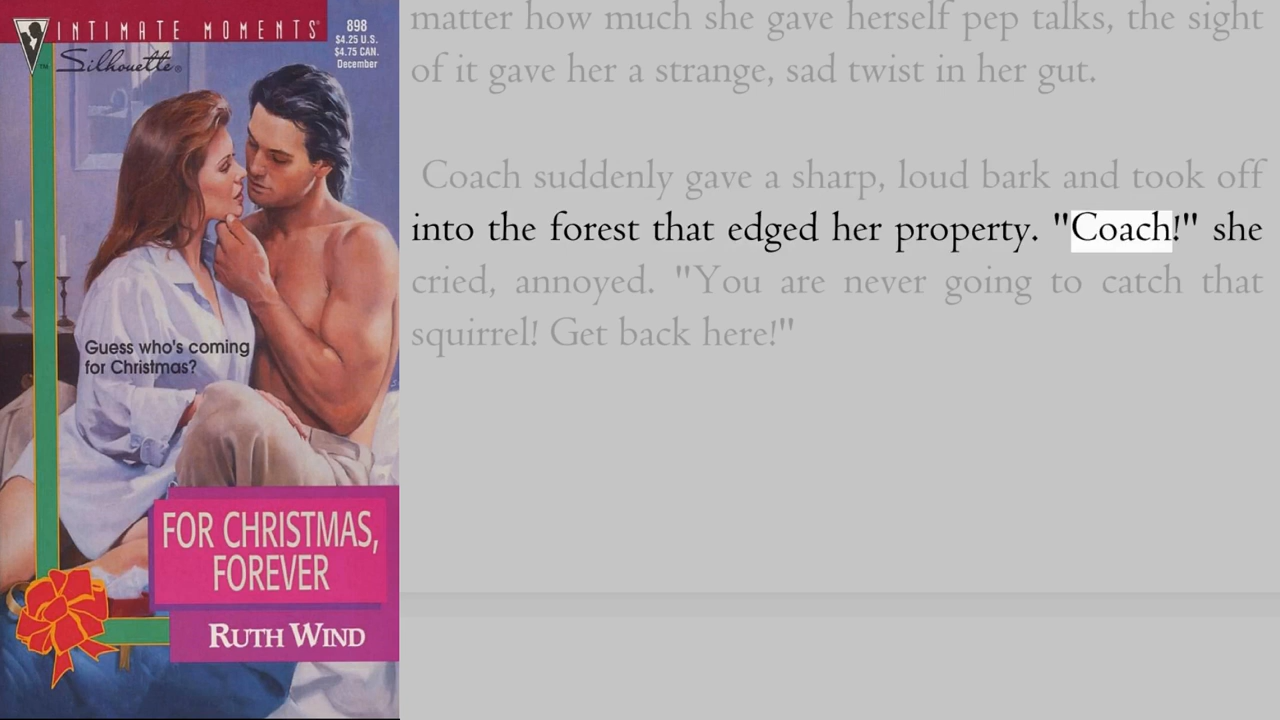 INTIMATE MOMENTS®
898
$4.25 U.S.
$4.75 CAN.
December
™
Silhouette®
Guess who's coming
for Christmas?
FOR CHRISTMAS,
FOREVER
RUTH WIND
matter how much she gave herself pep talks, the sight
of it gave her a strange, sad twist in her gut.
Coach suddenly gave a sharp, loud bark and took off
into the forest that edged her property. "Coach!" she
cried, annoyed. "You are never going to catch that
squirrel! Get back here!"